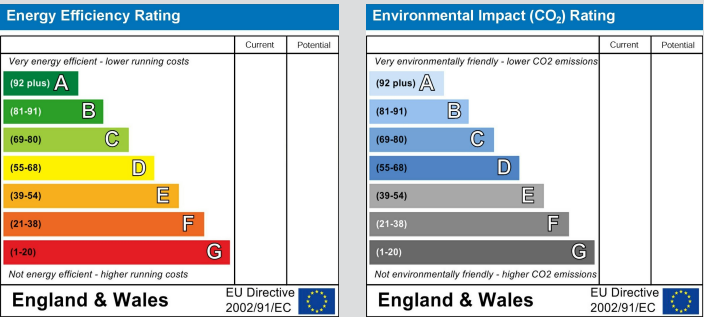 Energy Efficiency Rating
Current Potential
Very energy efficient - lower running costs
(92 plus) A
(81-91) B
(69-80) C
(55-68) D
(39-54) E
(21-38) F
(1-20) G
Not energy efficient - higher running costs
England & Wales
EU Directive
2002/91/EC
Environmental Impact (CO₂) Rating
Current Potential
Very environmentally friendly - lower CO2 emissions
(92 plus) A
(81-91) B
(69-80) C
(55-68) D
(39-54) E
(21-38) F
(1-20) G
Not environmentally friendly - higher CO2 emissions
England & Wales
EU Directive
2002/91/EC